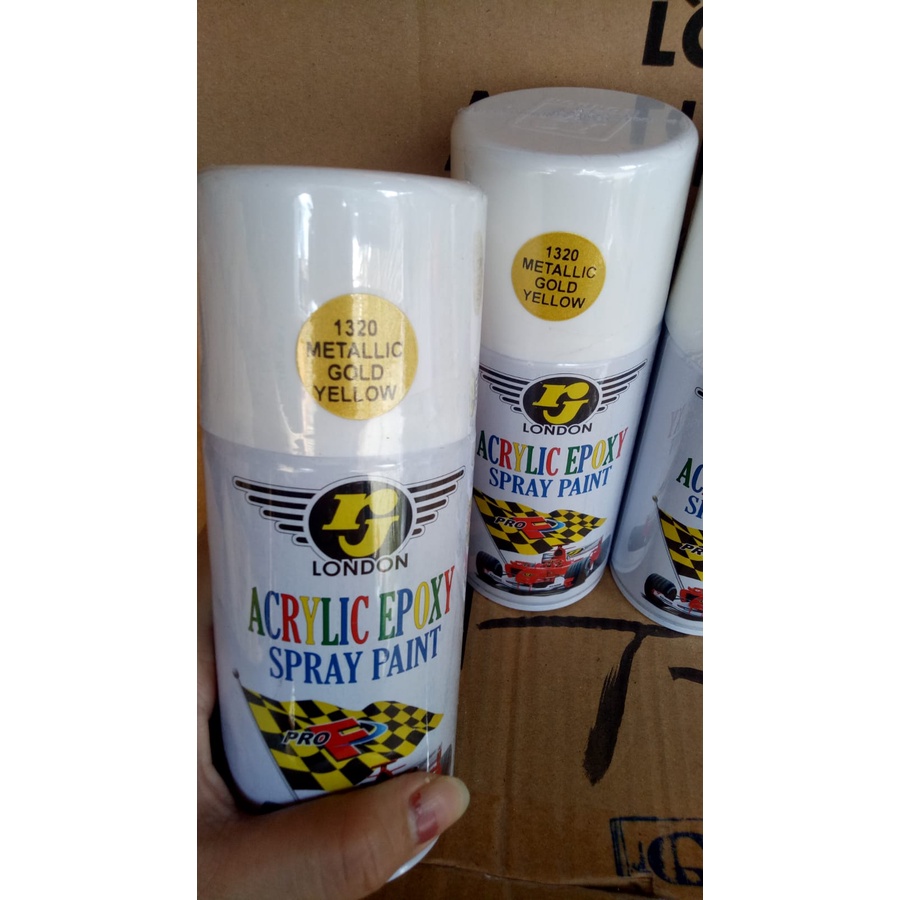 1320
METALLIC
GOLD
YELLOW
rj
LONDON
ACRYLIC EPOXY
SPRAY PAINT
PRO
1320
METALLIC
GOLD
YELLOW
rj
LONDON
ACRYLIC EPOXY
SPRAY PAINT
PRO
PRO